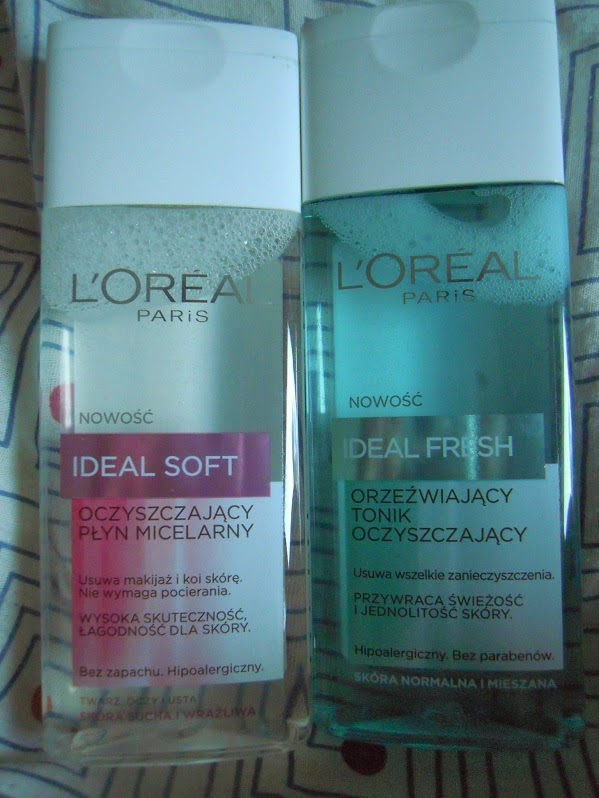 L'ORÉAL
PARIS
NOWOŚĆ
IDEAL SOFT
OCZYSZCZAJĄCY
PŁYN MICELARNY
Usuwa makijaż i koi skórę.
Nie wymaga pocierania.
WYSOKA SKUTECZNOŚĆ,
ŁAGODNOŚĆ DLA SKÓRY.
Bez zapachu. Hipoalergiczny.
TWARZ, OCZY I USTA
SKÓRA SUCHA I WRAŻLIWA
L'ORÉAL
PARIS
NOWOŚĆ
IDEAL FRESH
ORZEŹWIAJĄCY
TONIK
OCZYSZCZAJĄCY
Usuwa wszelkie zanieczyszczenia.
PRZYWRACA ŚWIEŻOŚĆ
I JEDNOLITOŚĆ SKÓRY.
Hipoalergiczny. Bez parabenów.
SKÓRA NORMALNA I MIESZANA